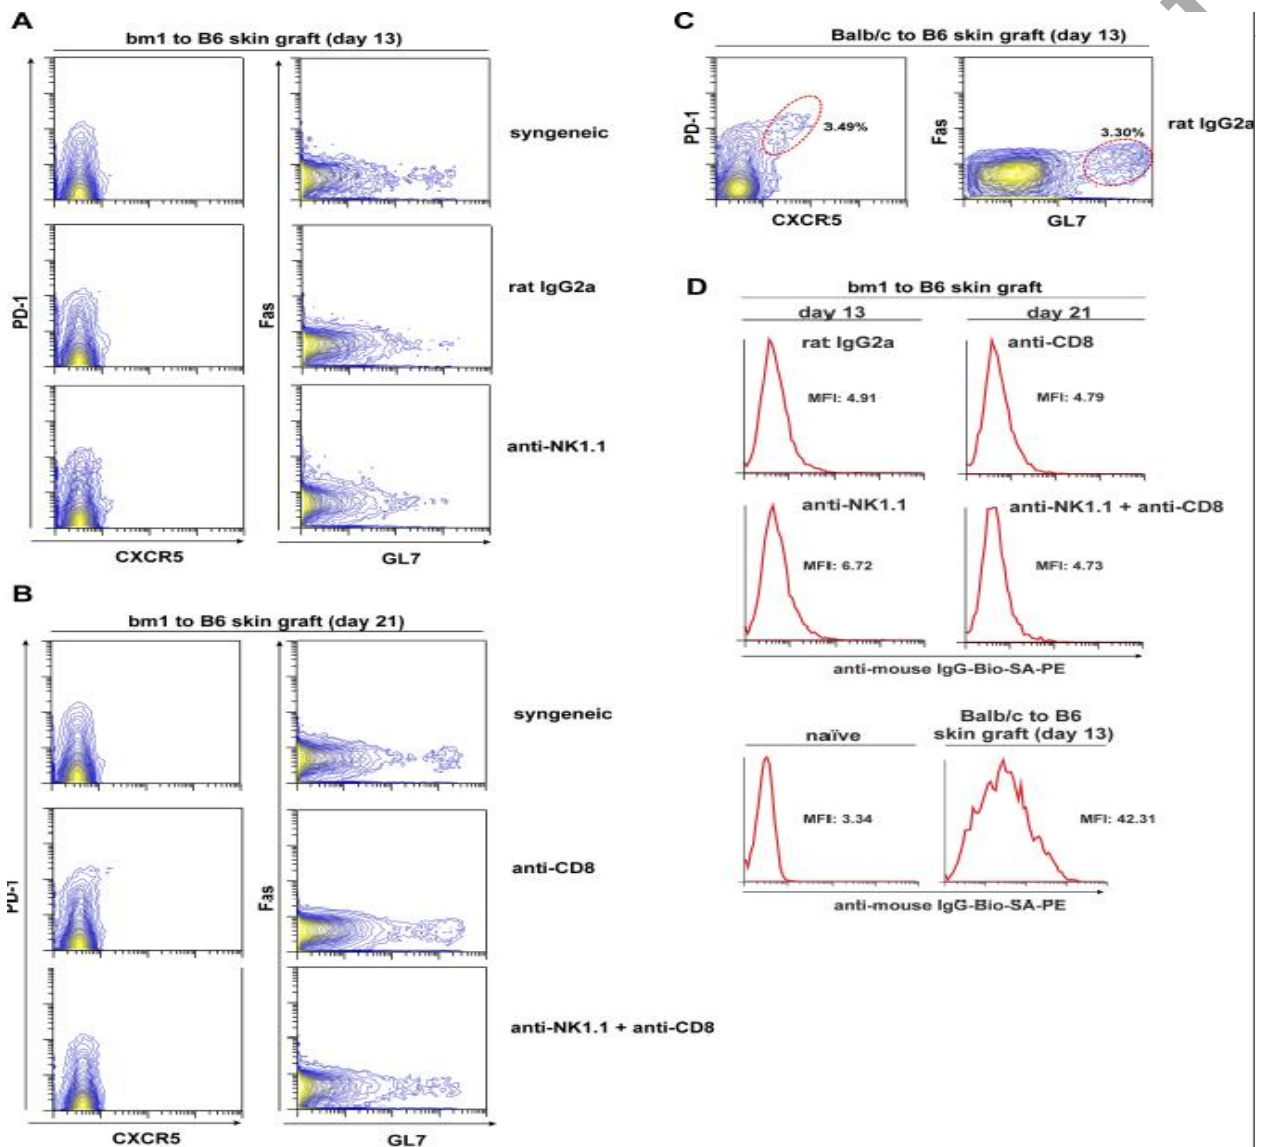 A
bm1 to B6 skin graft (day 13)
syngeneic
rat IgG2a
PD-1
Fas
anti-NK1.1
CXCR5
GL7
B
bm1 to B6 skin graft (day 21)
syngeneic
anti-CD8
PD-1
Fas
anti-NK1.1 + anti-CD8
CXCR5
GL7
C
Balb/c to B6 skin graft (day 13)
PD-1
3.49%
Fas
3.30%
rat IgG2a
CXCR5
GL7
D
bm1 to B6 skin graft
day 13
day 21
rat IgG2a
anti-CD8
MFI: 4.91
MFI: 4.79
anti-NK1.1
anti-NK1.1 + anti-CD8
MFI: 6.72
MFI: 4.73
anti-mouse IgG-Bio-SA-PE
naïve
Balb/c to B6
skin graft (day 13)
MFI: 3.34
MFI: 42.31
anti-mouse IgG-Bio-SA-PE